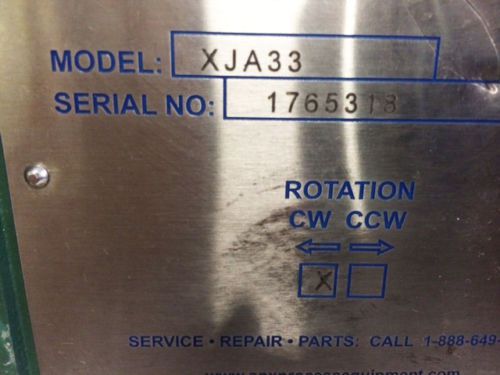 MODEL: XJA33
SERIAL NO: 1765318
ROTATION
CW CCW
X
SERVICE • REPAIR • PARTS: CALL 1-888-649-